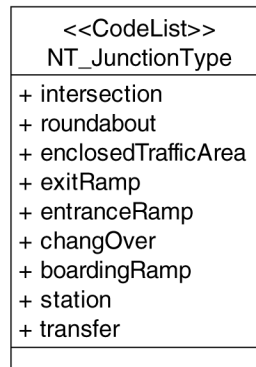 <<CodeList>>
NT_JunctionType
+ intersection
+ roundabout
+ enclosedTrafficArea
+ exitRamp
+ entranceRamp
+ changOver
+ boardingRamp
+ station
+ transfer